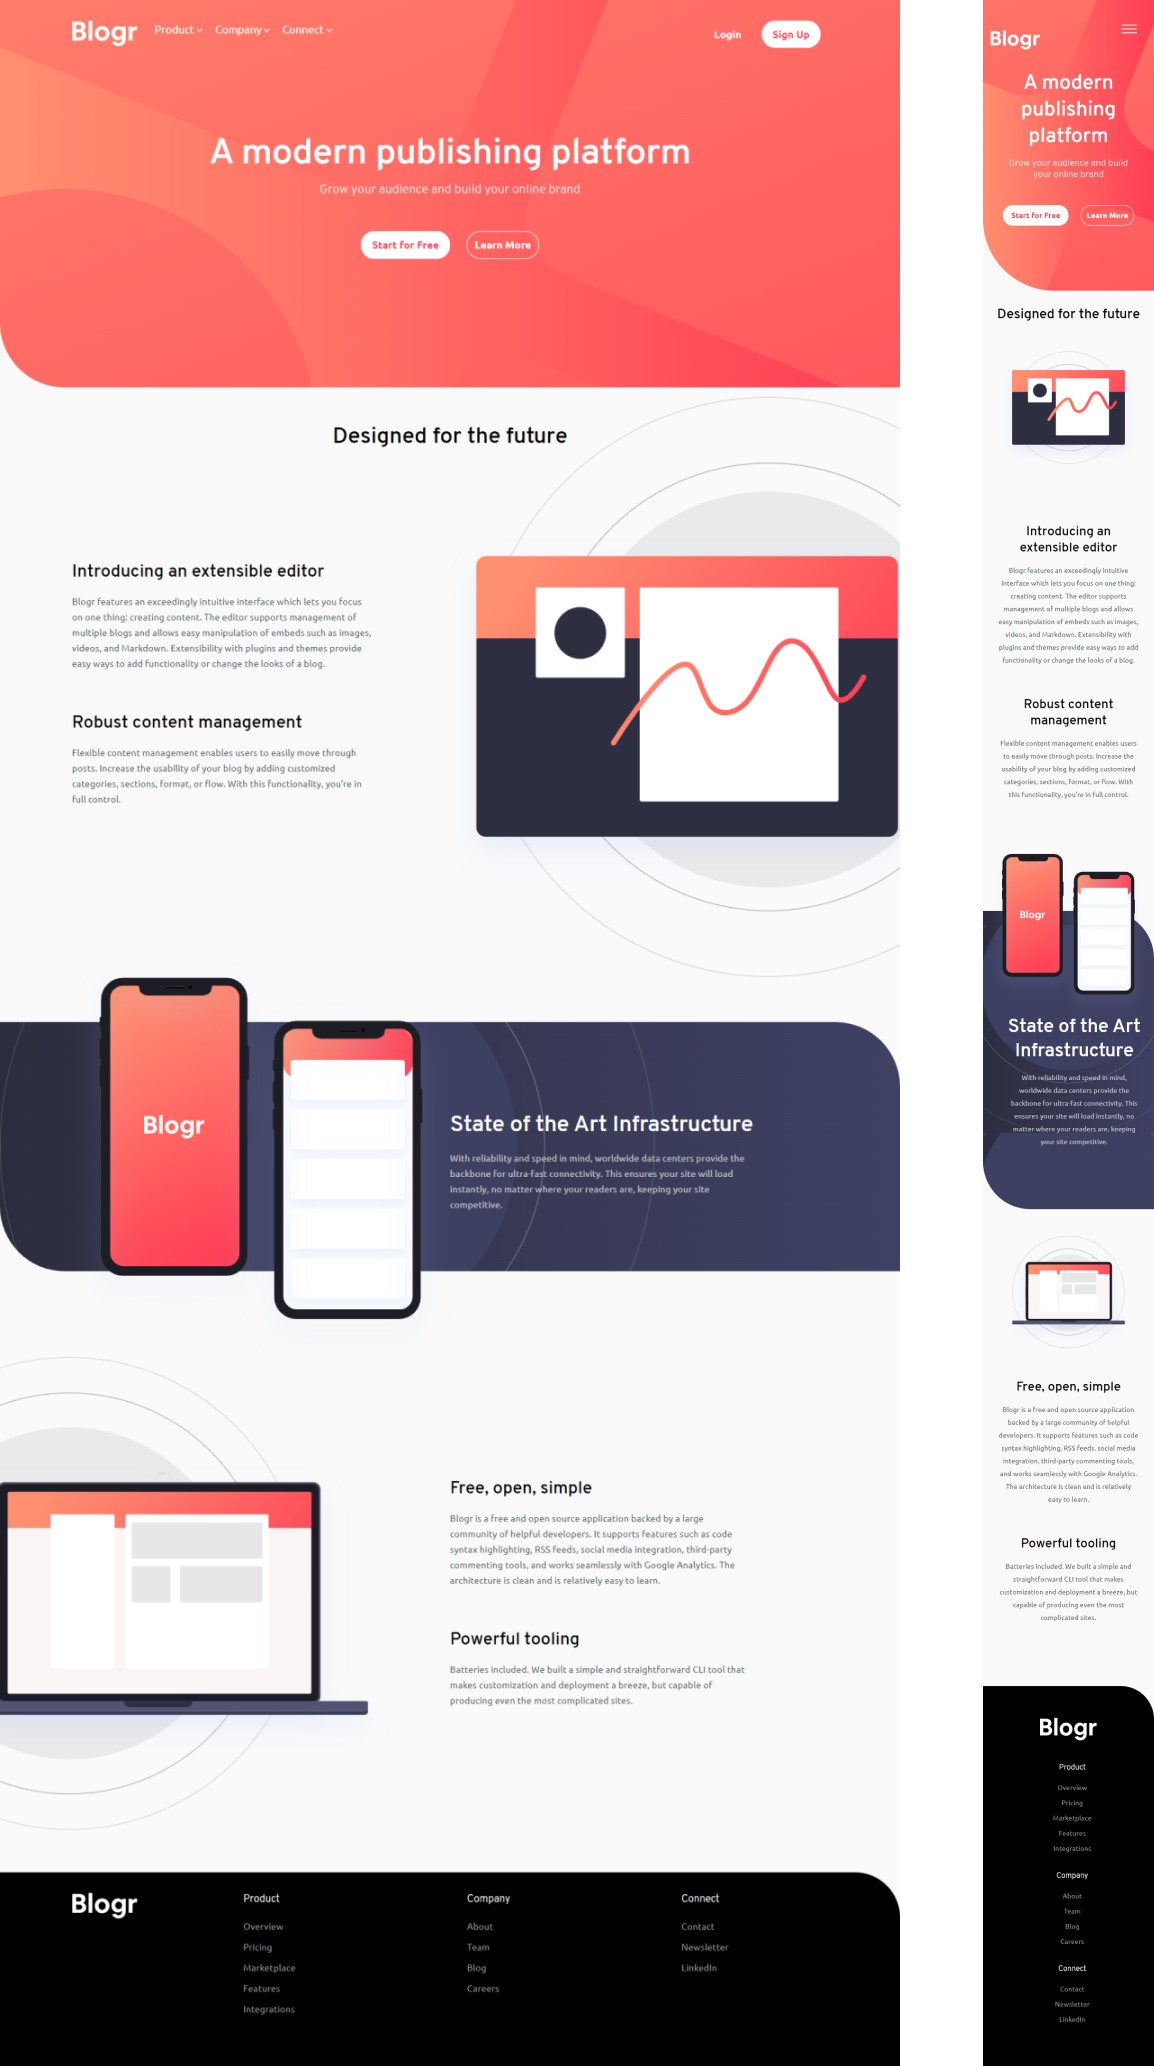 Blogr
Product
Company
Connect
Login
Sign Up
A modern publishing platform
Grow your audience and build your online brand
Start for Free
Learn More
Designed for the future
Introducing an extensible editor
Blogr features an exceedingly intuitive interface which lets you focus
on one thing: creating content. The editor supports management of
multiple blogs and allows easy manipulation of embeds such as images,
videos, and Markdown. Extensibility with plugins and themes provide
easy ways to add functionality or change the looks of a blog.
Robust content management
Flexible content management enables users to easily move through
posts. Increase the usability of your blog by adding customized
categories, sections, format, or flow. With this functionality, you're in
full control.
Blogr
State of the Art Infrastructure
With reliability and speed in mind, worldwide data centers provide the
backbone for ultra-fast connectivity. This ensures your site will load
instantly, no matter where your readers are, keeping your site
competitive.
Free, open, simple
Blogr is a free and open source application backed by a large
community of helpful developers. It supports features such as code
syntax highlighting, RSS feeds, social media integration, third-party
commenting tools, and works seamlessly with Google Analytics. The
architecture is clean and is relatively easy to learn.
Powerful tooling
Batteries included. We built a simple and straightforward CLI tool that
makes customization and deployment a breeze, but capable of
producing even the most complicated sites.
Blogr
Product
Overview
Pricing
Marketplace
Features
Integrations
Company
About
Team
Blog
Careers
Connect
Contact
Newsletter
LinkedIn
Blogr
A modern
publishing
platform
Grow your audience and build
your online brand
Start for Free
Learn More
Designed for the future
Introducing an
extensible editor
Blogr features an exceedingly intuitive
interface which lets you focus on one thing:
creating content. The editor supports
management of multiple blogs and allows
easy manipulation of embeds such as images,
videos, and Markdown. Extensibility with
plugins and themes provide easy ways to add
functionality or change the looks of a blog.
Robust content
management
Flexible content management enables users
to easily move through posts. Increase the
usability of your blog by adding customized
categories, sections, format, or flow. With
this functionality, you're in full control.
Blogr
State of the Art
Infrastructure
With reliability and speed in mind,
worldwide data centers provide the
backbone for ultra-fast connectivity. This
ensures your site will load instantly, no
matter where your readers are, keeping
your site competitive.
Free, open, simple
Blogr is a free and open source application
backed by a large community of helpful
developers. It supports features such as code
syntax highlighting, RSS feeds, social media
integration, third-party commenting tools,
and works seamlessly with Google Analytics.
The architecture is clean and is relatively
easy to learn.
Powerful tooling
Batteries included. We built a simple and
straightforward CLI tool that makes
customization and deployment a breeze, but
capable of producing even the most
complicated sites.
Blogr
Product
Overview
Pricing
Marketplace
Features
Integrations
Company
About
Team
Blog
Careers
Connect
Contact
Newsletter
LinkedIn